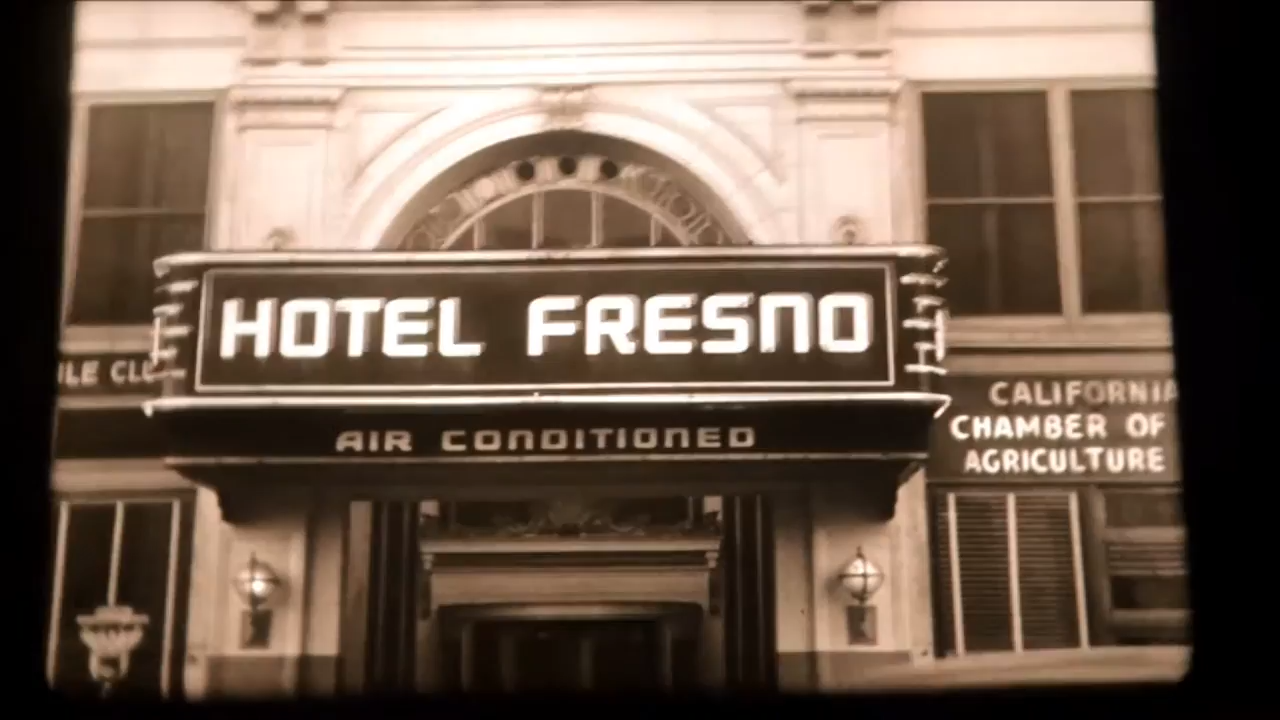 HOTEL FRESNO
AIR CONDITIONED
CALIFORNIA
CHAMBER OF
AGRICULTURE